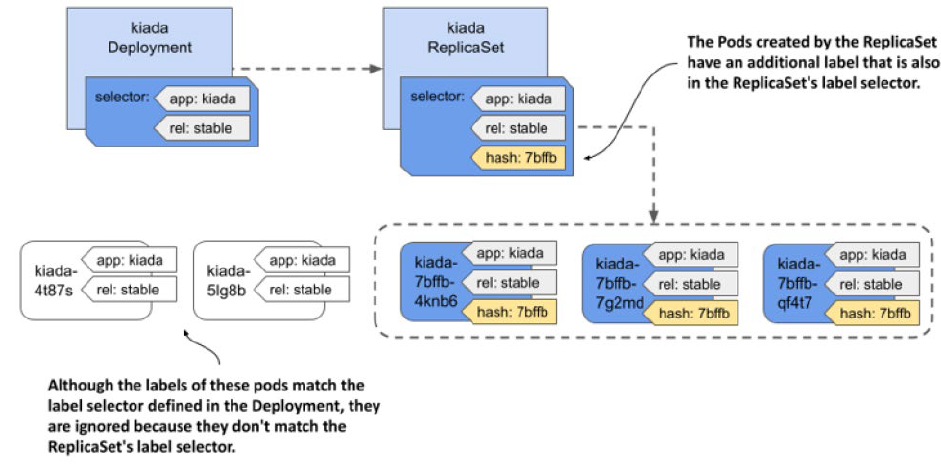 kiada
Deployment
selector:
app: kiada
rel: stable
kiada
ReplicaSet
selector:
app: kiada
rel: stable
hash: 7bffb
The Pods created by the ReplicaSet
have an additional label that is also
in the ReplicaSet's label selector.
kiada-
4t87s
app: kiada
rel: stable
kiada-
5lg8b
app: kiada
rel: stable
kiada-
7bffb-
4knb6
app: kiada
rel: stable
hash: 7bffb
kiada-
7bffb-
7g2md
app: kiada
rel: stable
hash: 7bffb
kiada-
7bffb-
qf4t7
app: kiada
rel: stable
hash: 7bffb
Although the labels of these pods match the
label selector defined in the Deployment, they
are ignored because they don't match the
ReplicaSet's label selector.